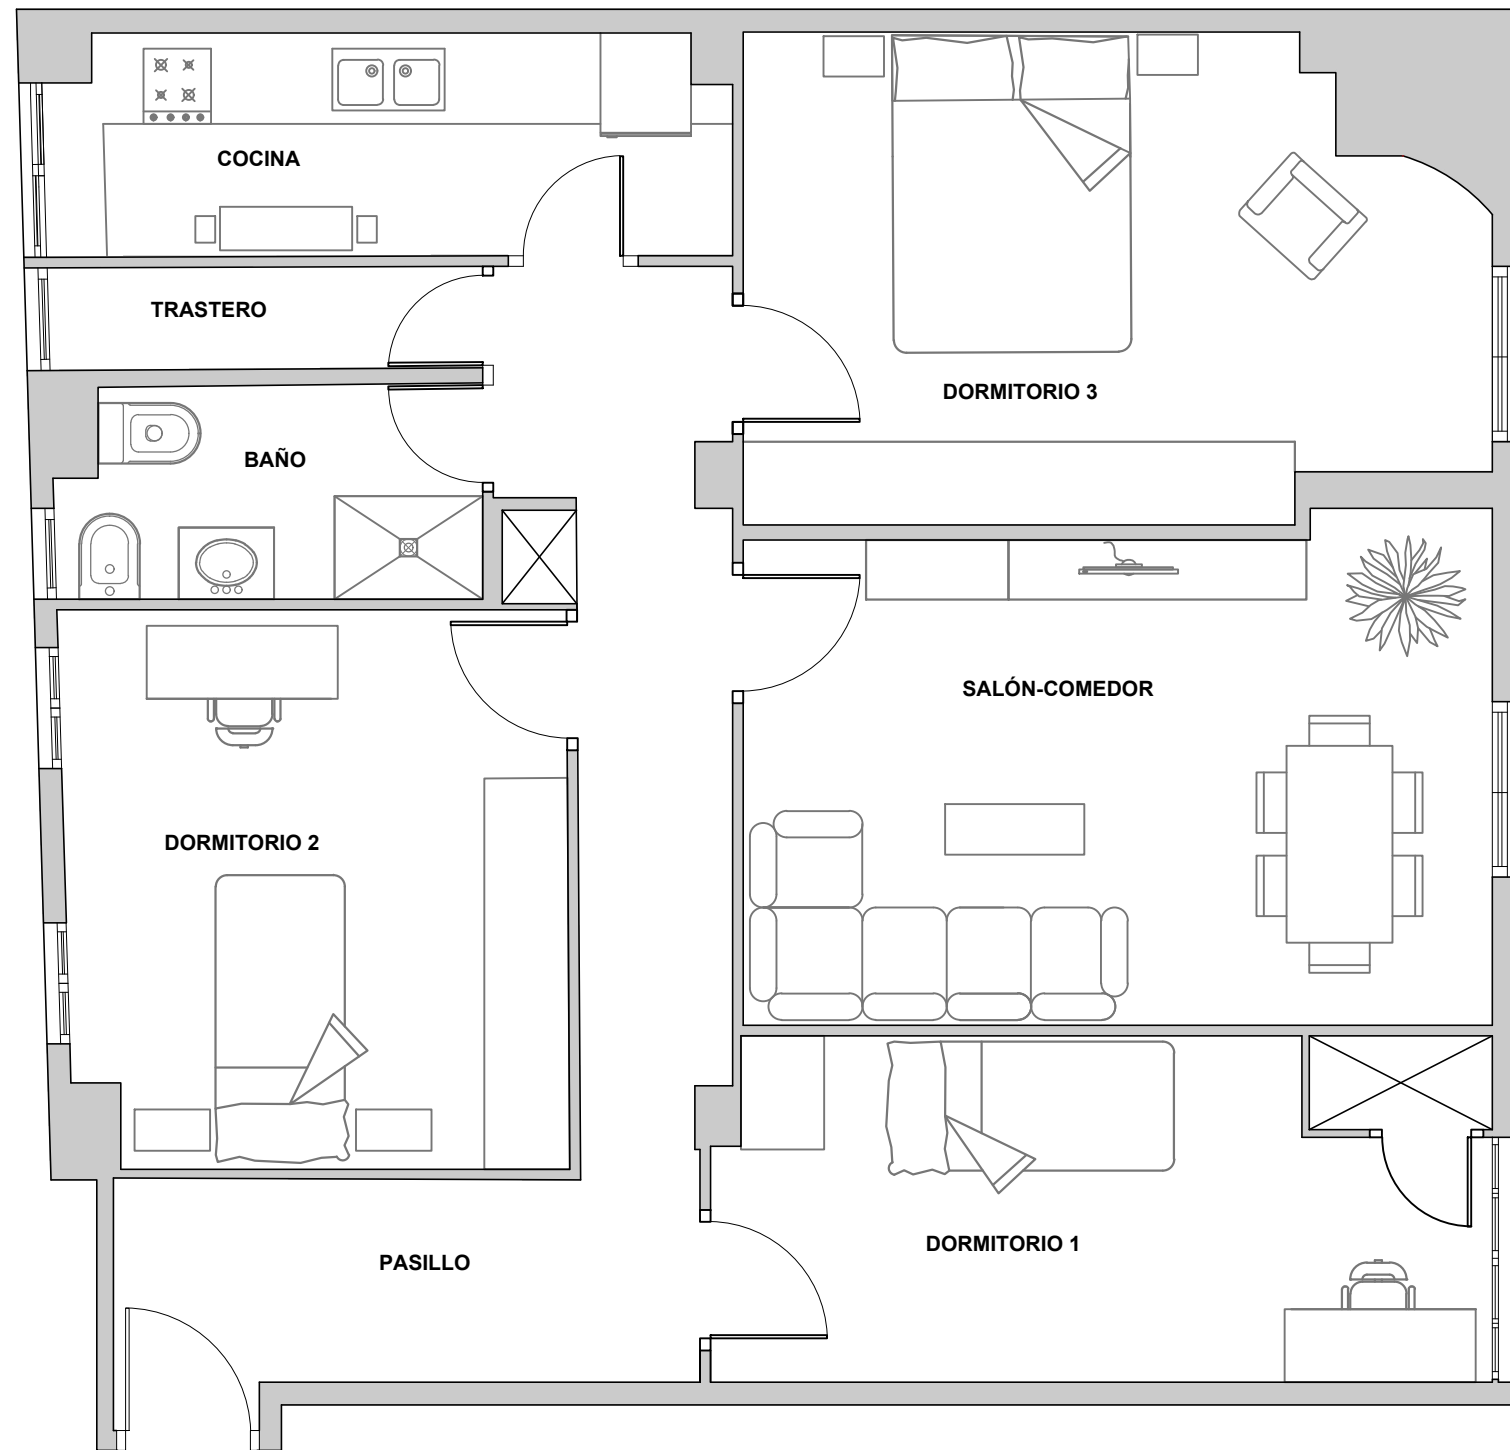 COCINA
TRASTERO
DORMITORIO 3
BAÑO
SALÓN-COMEDOR
DORMITORIO 2
DORMITORIO 1
PASILLO